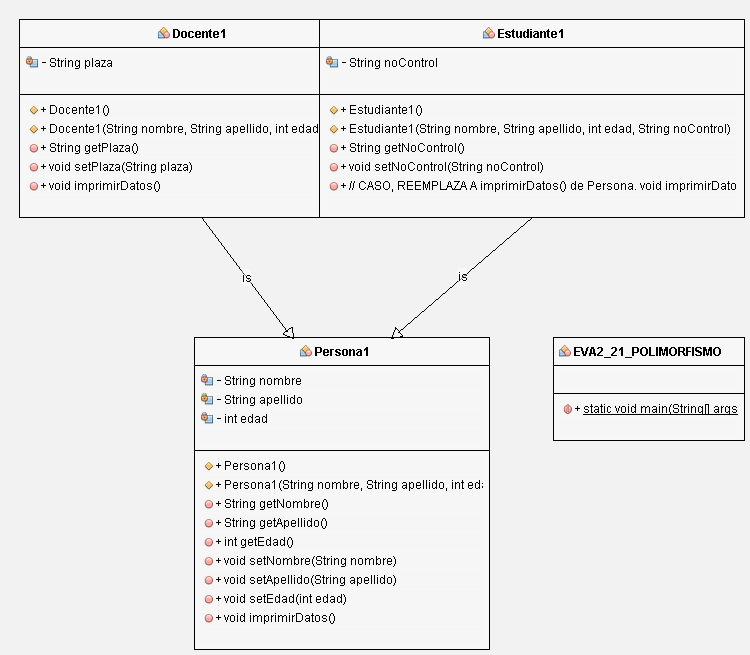 Docente1
- String plaza
+ Docente1()
+ Docente1(String nombre, String apellido, int edad
+ String getPlaza()
+ void setPlaza(String plaza)
+ void imprimirDatos()
Estudiante1
- String noControl
+ Estudiante1()
+ Estudiante1(String nombre, String apellido, int edad, String noControl)
+ String getNoControl()
+ void setNoControl(String noControl)
+ // CASO, REEMPLAZA A imprimirDatos() de Persona. void imprimirDato
is
is
Persona1
- String nombre
- String apellido
- int edad
+ Persona1()
+ Persona1(String nombre, String apellido, int eda
+ String getNombre()
+ String getApellido()
+ int getEdad()
+ void setNombre(String nombre)
+ void setApellido(String apellido)
+ void setEdad(int edad)
+ void imprimirDatos()
EVA2_21_POLIMORFISMO
+ static void main(String[] args